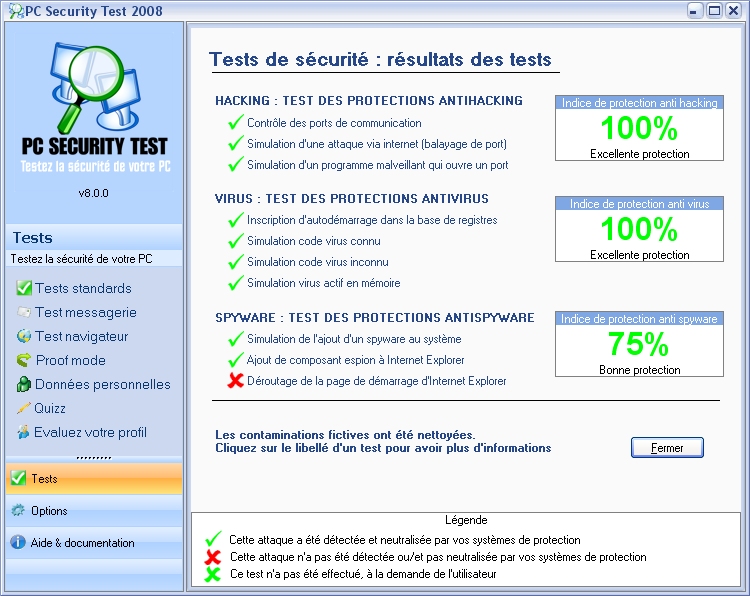 PC Security Test 2008
PC SECURITY TEST
Testez la sécurité de votre PC
v8.0.0
Tests
Testez la sécurité de votre PC
Tests standards
Test messagerie
Test navigateur
Proof mode
Données personnelles
Quizz
Evaluez votre profil
Tests
Options
Aide & documentation
Tests de sécurité : résultats des tests
HACKING : TEST DES PROTECTIONS ANTIHACKING
Contrôle des ports de communication
Simulation d'une attaque via internet (balayage de port)
Simulation d'un programme malveillant qui ouvre un port
Indice de protection anti hacking
100%
Excellente protection
VIRUS : TEST DES PROTECTIONS ANTIVIRUS
Inscription d'autodémarrage dans la base de registres
Simulation code virus connu
Simulation code virus inconnu
Simulation virus actif en mémoire
Indice de protection anti virus
100%
Excellente protection
SPYWARE : TEST DES PROTECTIONS ANTISPYWARE
Simulation de l'ajout d'un spyware au système
Ajout de composant espion à Internet Explorer
Déroutage de la page de démarrage d'Internet Explorer
Indice de protection anti spyware
75%
Bonne protection
Les contaminations fictives ont été nettoyées.
Cliquez sur le libellé d'un test pour avoir plus d'informations
Fermer
Légende
Cette attaque a été détectée et neutralisée par vos systèmes de protection
Cette attaque n'a pas été détectée ou/et pas neutralisée par vos systèmes de protection
Ce test n'a pas été effectué, à la demande de l'utilisateur